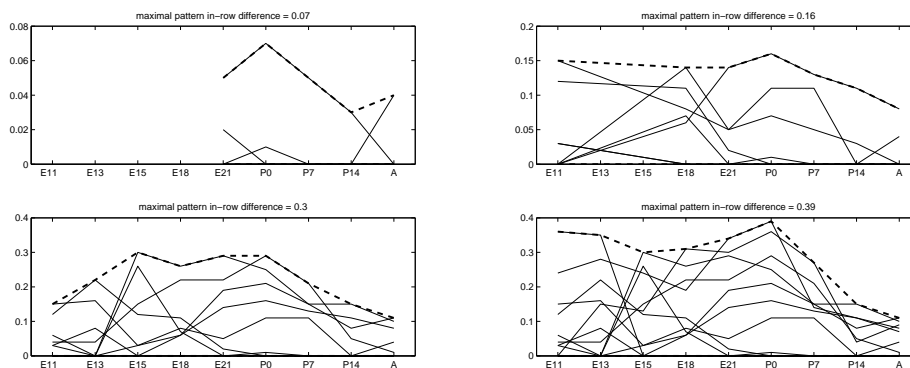 maximal pattern in-row difference = 0.07
0.08
0.06
0.04
0.02
0
E11 E13 E15 E18 E21 P0 P7 P14 A
maximal pattern in-row difference = 0.16
0.2
0.15
0.1
0.05
0
E11 E13 E15 E18 E21 P0 P7 P14 A
maximal pattern in-row difference = 0.3
0.4
0.3
0.2
0.1
0
E11 E13 E15 E18 E21 P0 P7 P14 A
maximal pattern in-row difference = 0.39
0.4
0.3
0.2
0.1
0
E11 E13 E15 E18 E21 P0 P7 P14 A